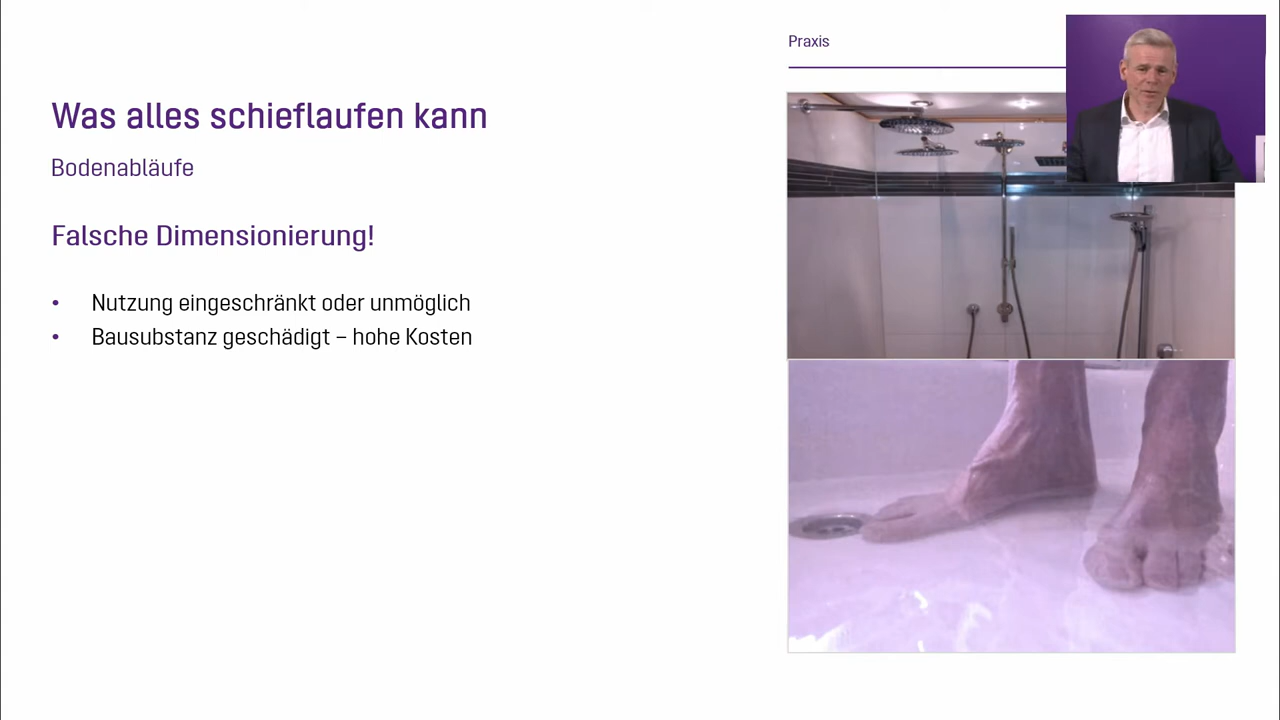 Praxis
Was alles schieflaufen kann
Bodenabläufe
Falsche Dimensionierung!
• Nutzung eingeschränkt oder unmöglich
• Bausubstanz geschädigt – hohe Kosten